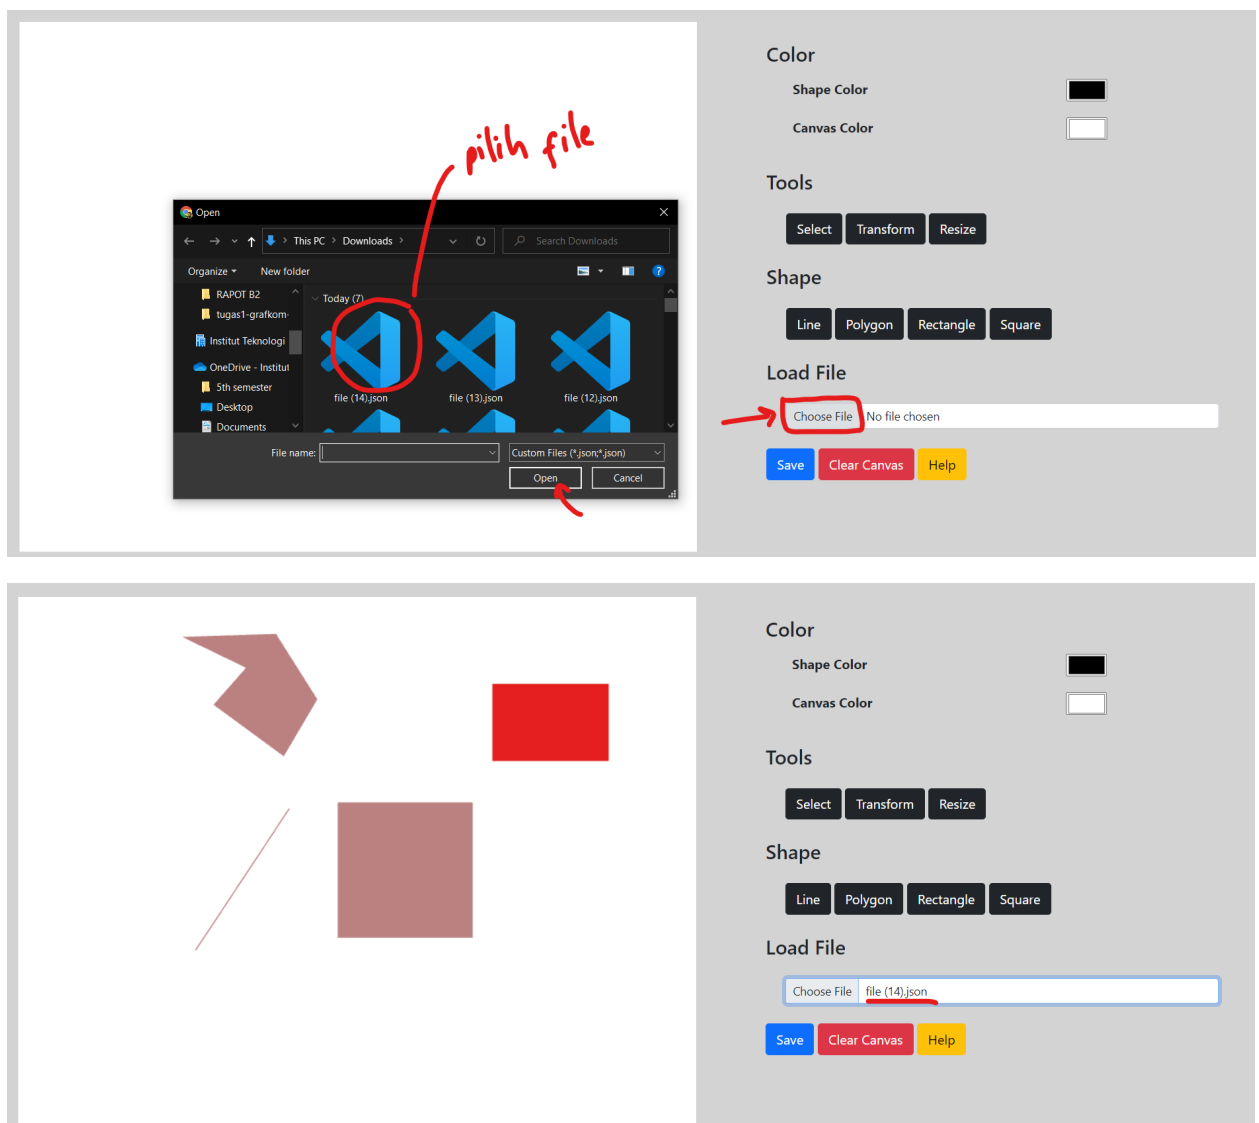 Color
Shape Color
Canvas Color
Tools
Select Transform Resize
Shape
Line Polygon Rectangle Square
Load File
Choose File No file chosen
Save Clear Canvas Help
pilih file
Open
This PC > Downloads >
Search Downloads
Organize New folder
RAPOT B2
tugas1-grafkom-
Institut Teknologi
OneDrive - Institut
5th semester
Desktop
Documents
Today (7)
file (14).json file (13).json file (12).json
File name: Custom Files (*.json;*.json)
Open Cancel
Color
Shape Color
Canvas Color
Tools
Select Transform Resize
Shape
Line Polygon Rectangle Square
Load File
Choose File file (14).json
Save Clear Canvas Help